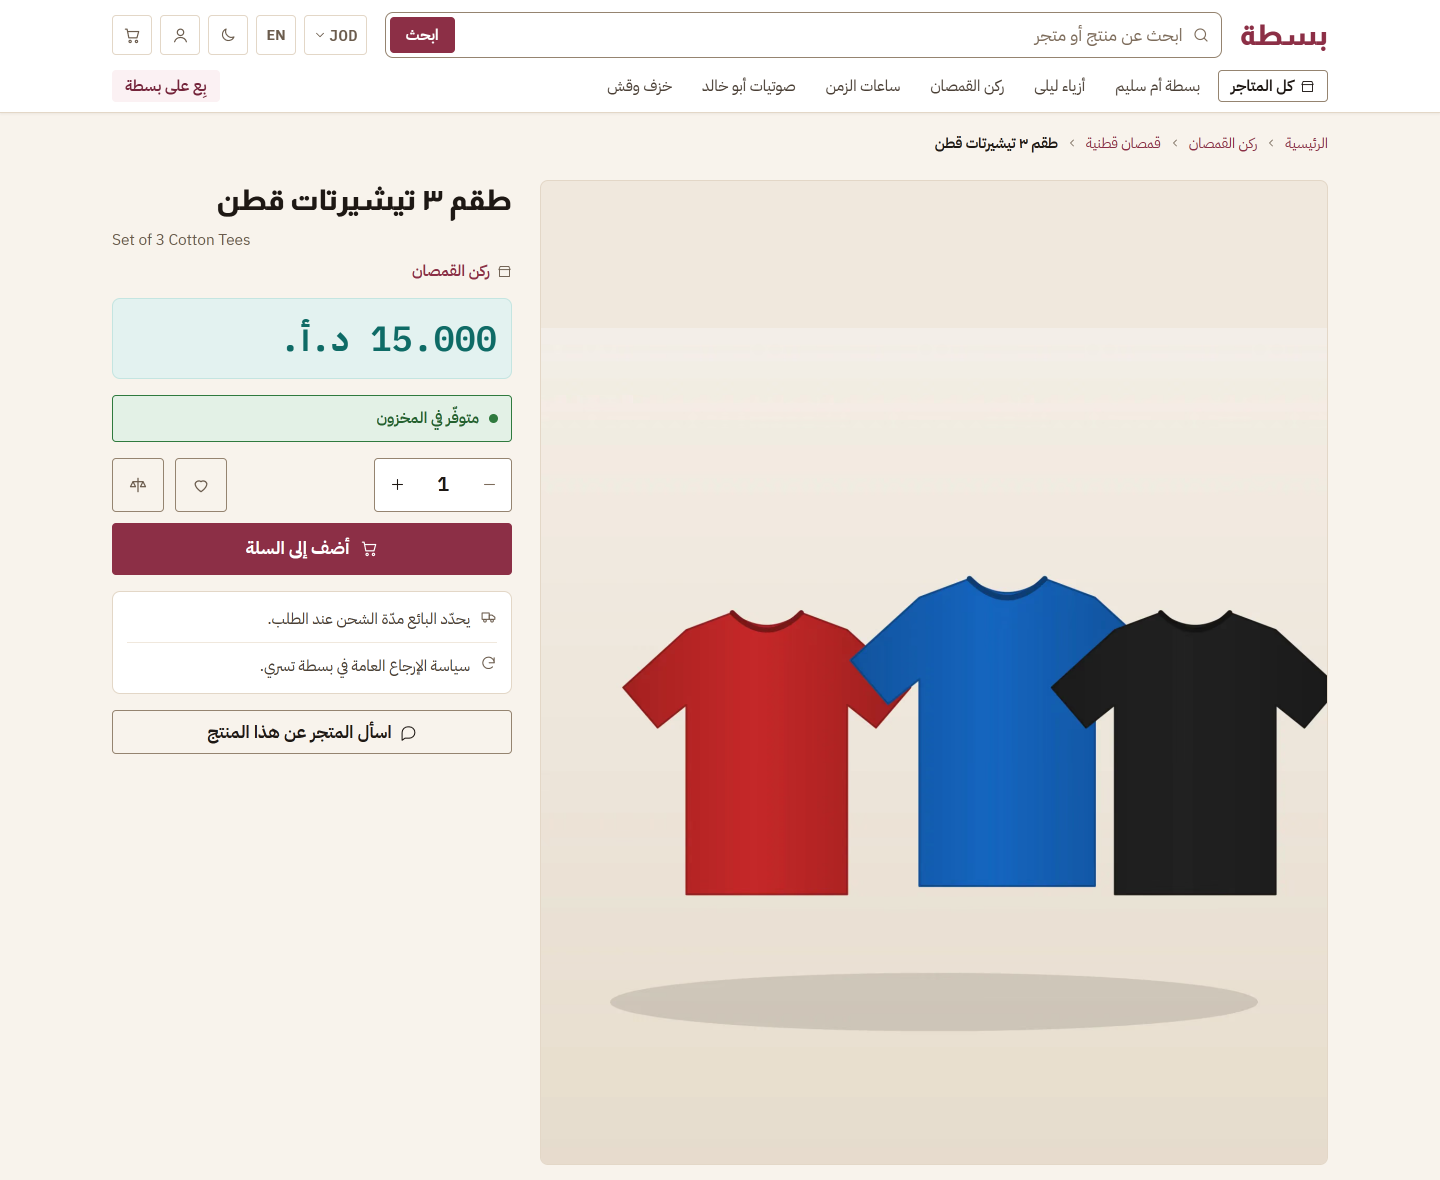 بسطة
ابحث عن منتج أو متجر
ابحث
JOD
EN
كل المتاجر
بسطة أم سليم
أزياء ليلى
ركن القمصان
ساعات الزمن
صوتيات أبو خالد
خزف وقش
بِع على بسطة
الرئيسية › ركن القمصان › قمصان قطنية › طقم ٣ تيشيرتات قطن
طقم ٣ تيشيرتات قطن
Set of 3 Cotton Tees
ركن القمصان
15.000 د.أ.
متوفّر في المخزون
− 1 +
أضف إلى السلة
يحدّد البائع مدّة الشحن عند الطلب.
سياسة الإرجاع العامة في بسطة تسري.
اسأل المتجر عن هذا المنتج